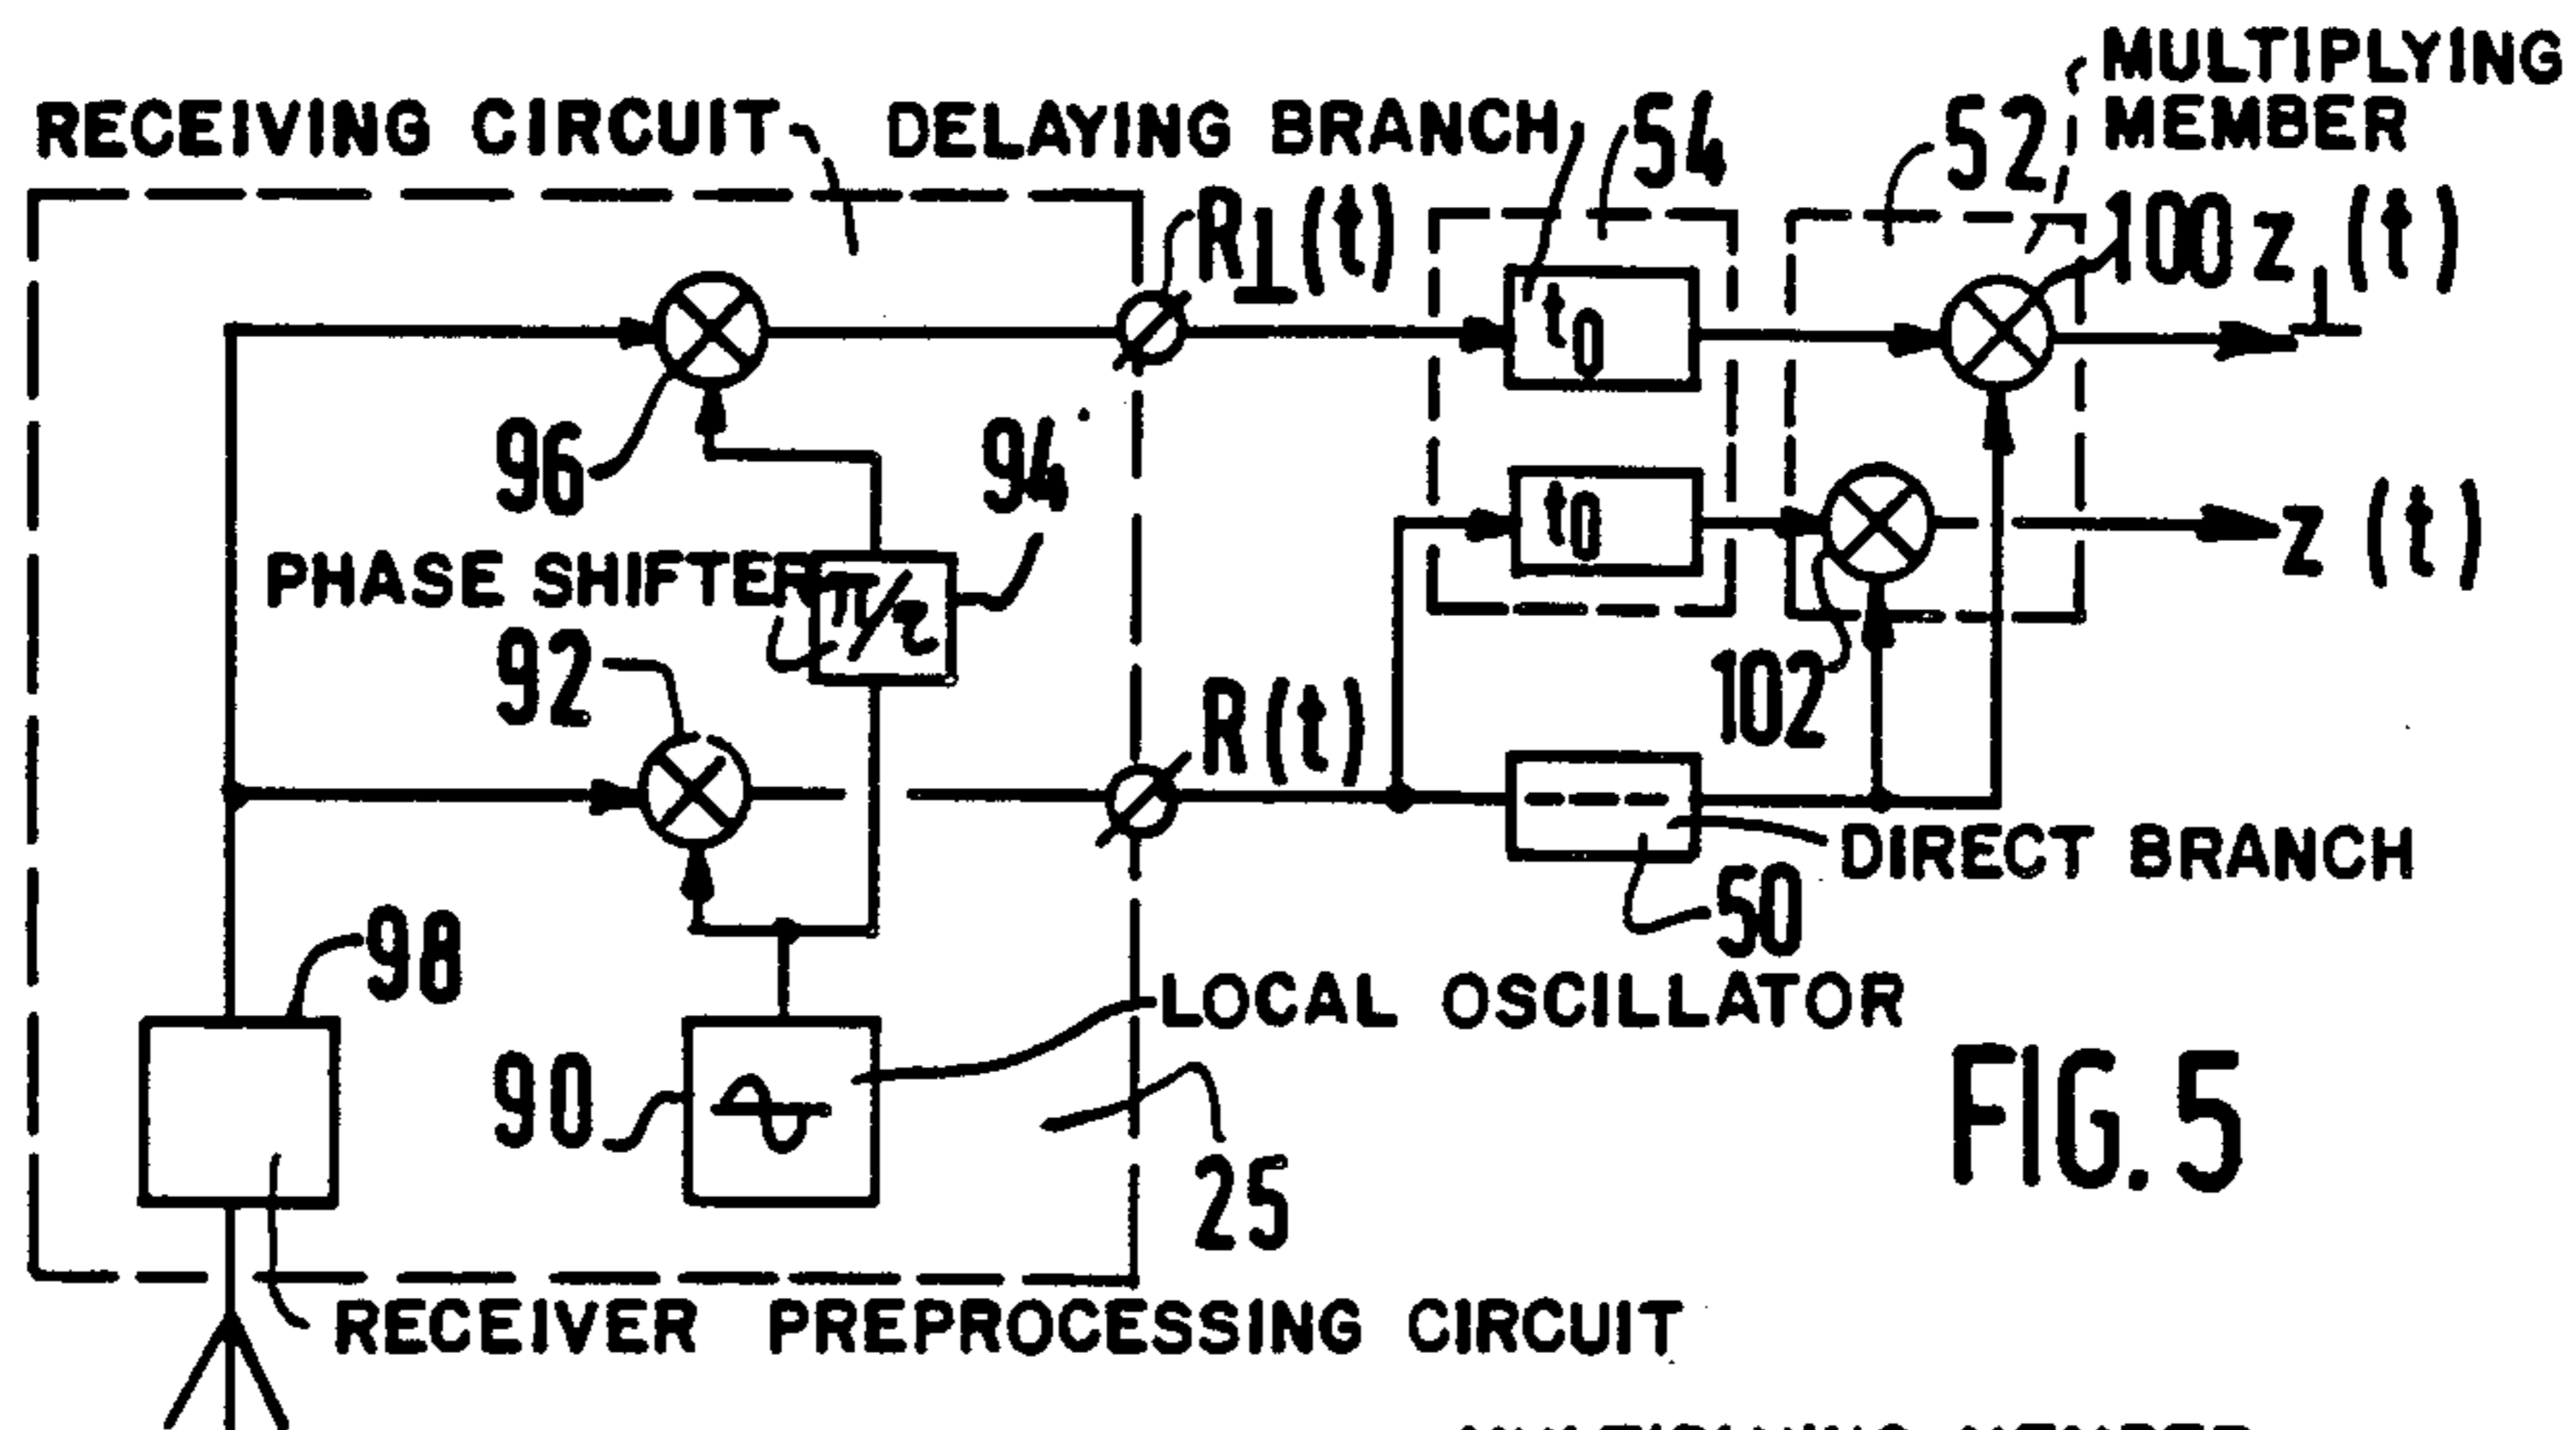 MULTIPLYING
MEMBER
RECEIVING CIRCUIT
DELAYING BRANCH
54
52
R⊥(t)
100
z⊥(t)
t0
96
94
t0
z (t)
PHASE SHIFTER
π/2
92
102
R(t)
DIRECT BRANCH
50
98
LOCAL OSCILLATOR
90
25
FIG. 5
RECEIVER PREPROCESSING CIRCUIT